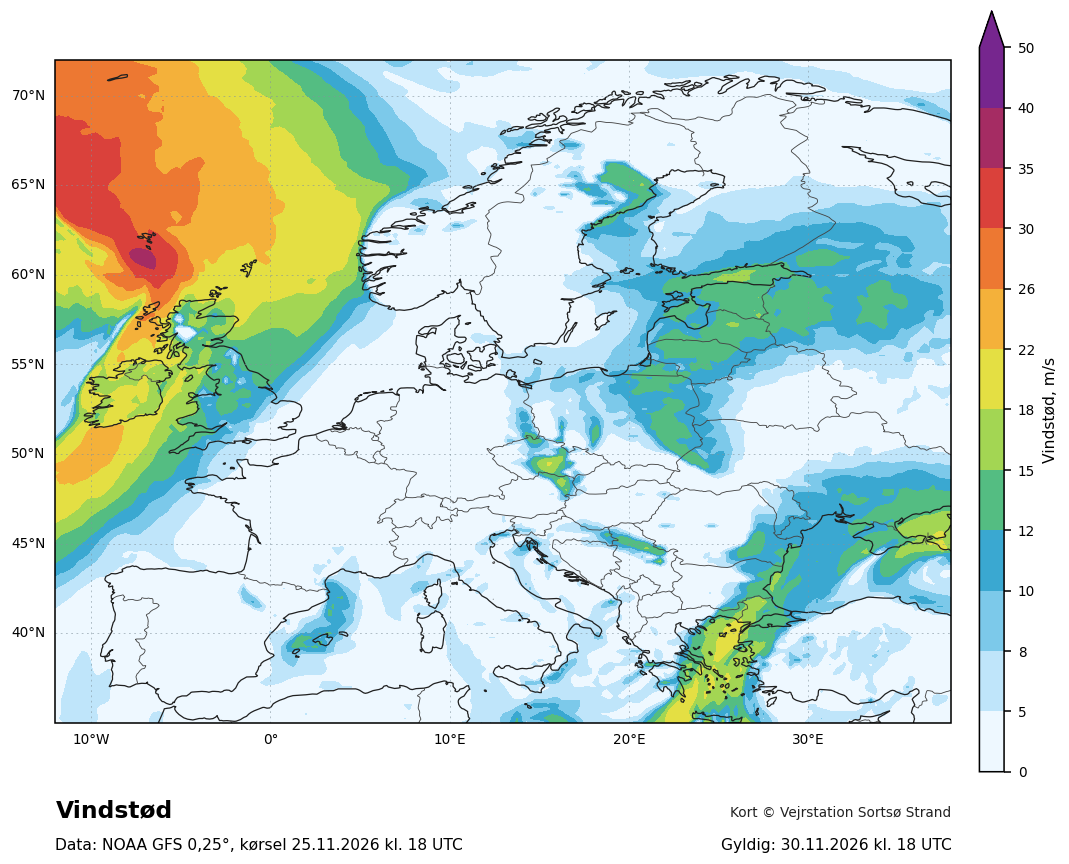 50
40
35
30
26
22
18
15
12
10
8
5
0
Vindstød, m/s
70°N
65°N
60°N
55°N
50°N
45°N
40°N
10°W
0°
10°E
20°E
30°E
Vindstød
Kort © Vejrstation Sortsø Strand
Data: NOAA GFS 0,25°, kørsel 25.11.2026 kl. 18 UTC
Gyldig: 30.11.2026 kl. 18 UTC